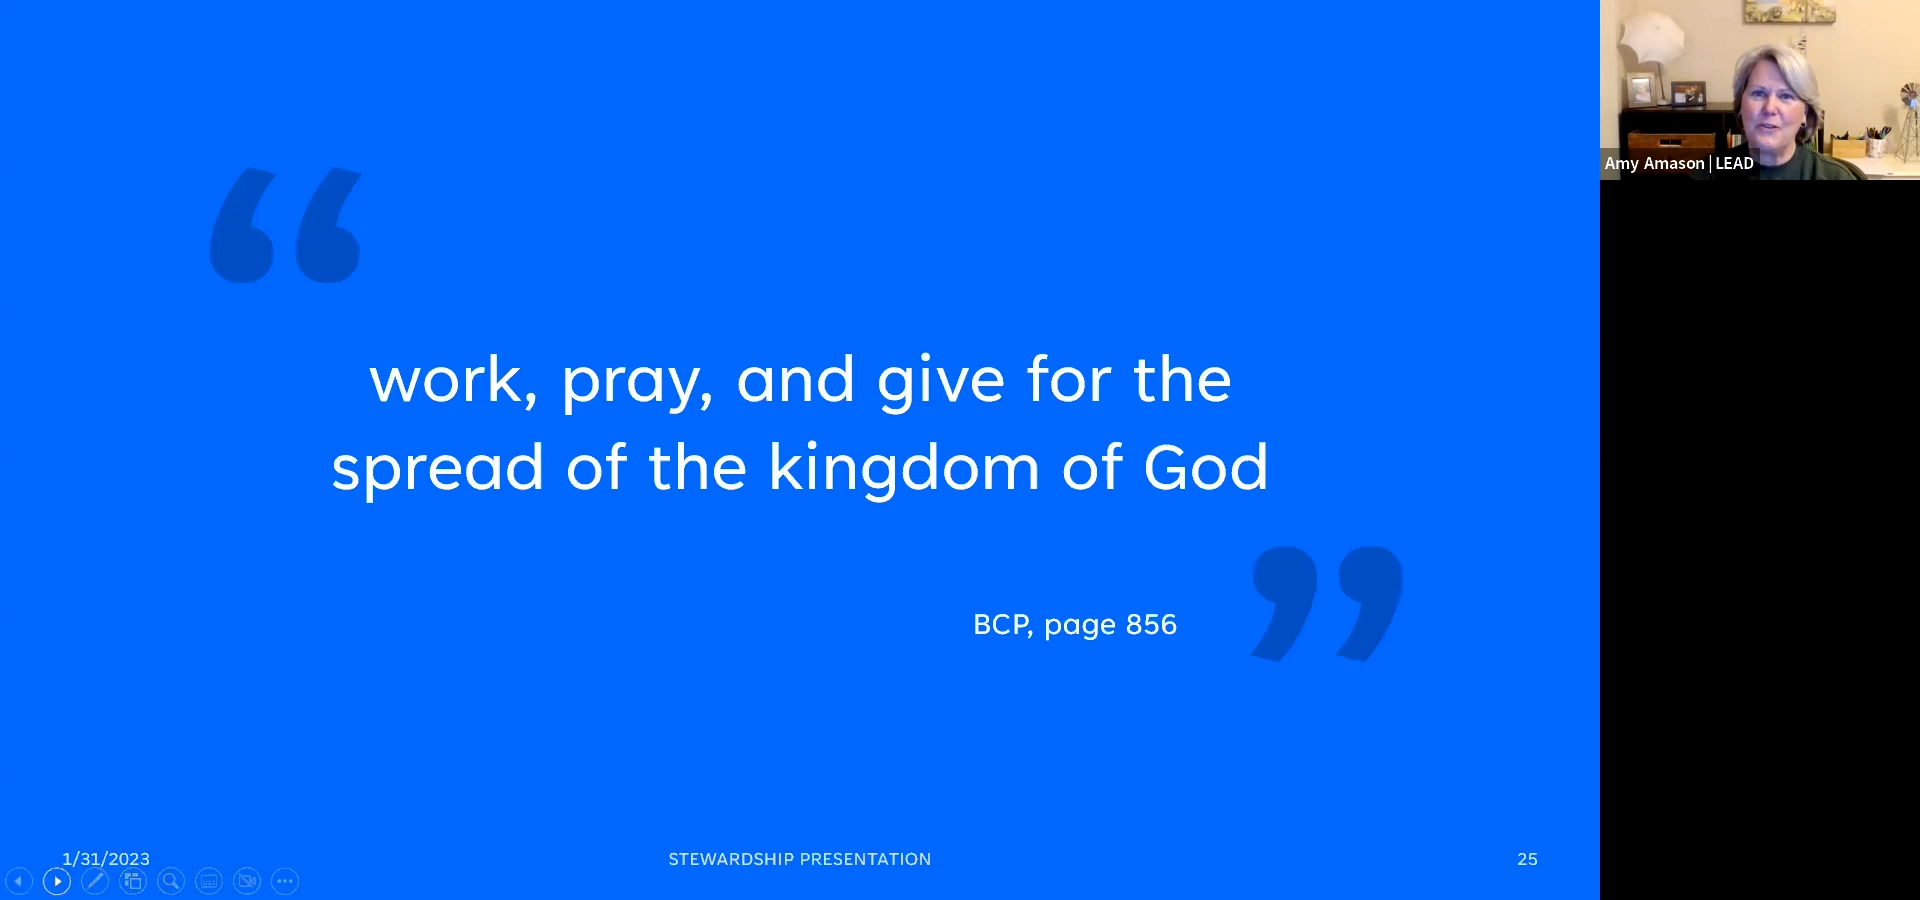 “
work, pray, and give for the
spread of the kingdom of God
”
BCP, page 856
1/31/2023
STEWARDSHIP PRESENTATION
25
Amy Amason | LEAD